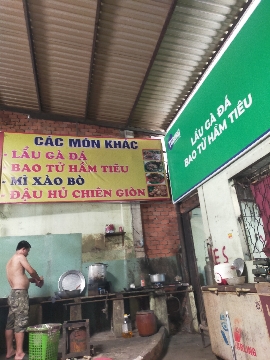 CÁC MÓN KHÁC
- LẨU GÀ ĐÁ
- BAO TỬ HẦM TIÊU
- MÌ XÀO BÒ
- ĐẬU HỦ CHIÊN GIÒN
LẨU GÀ ĐÁ
BAO TỬ HẦM TIÊU